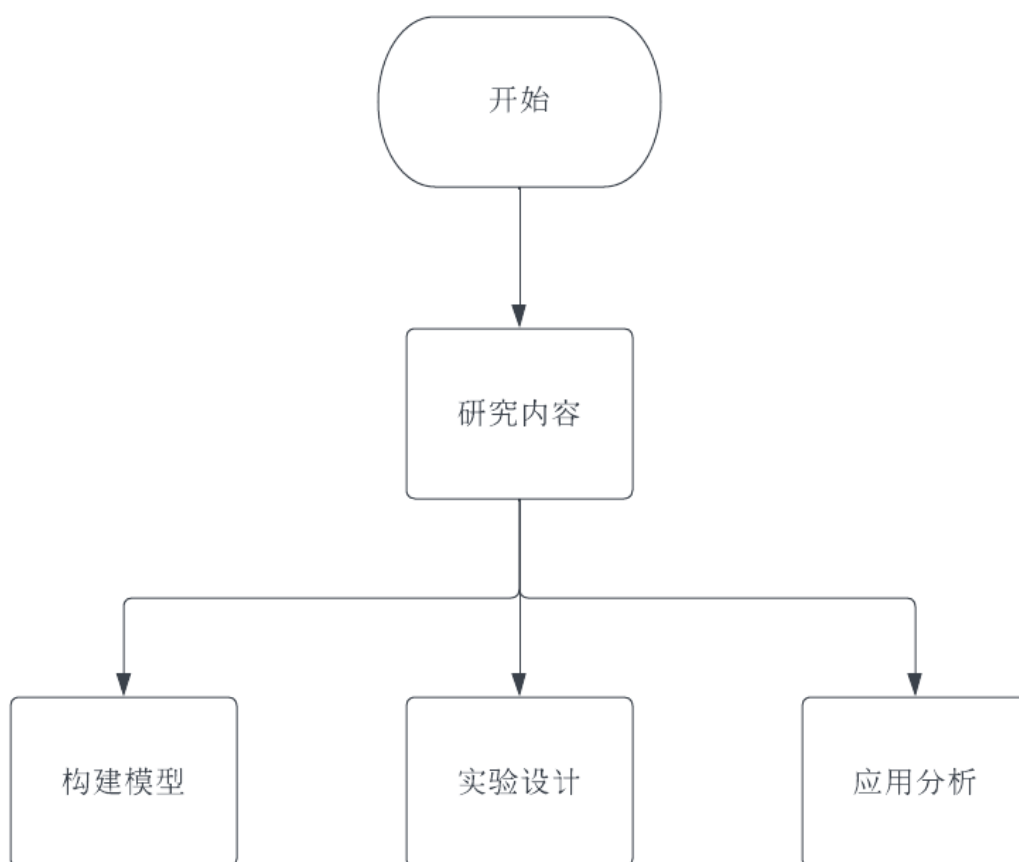 开始
研究内容
构建模型
实验设计
应用分析